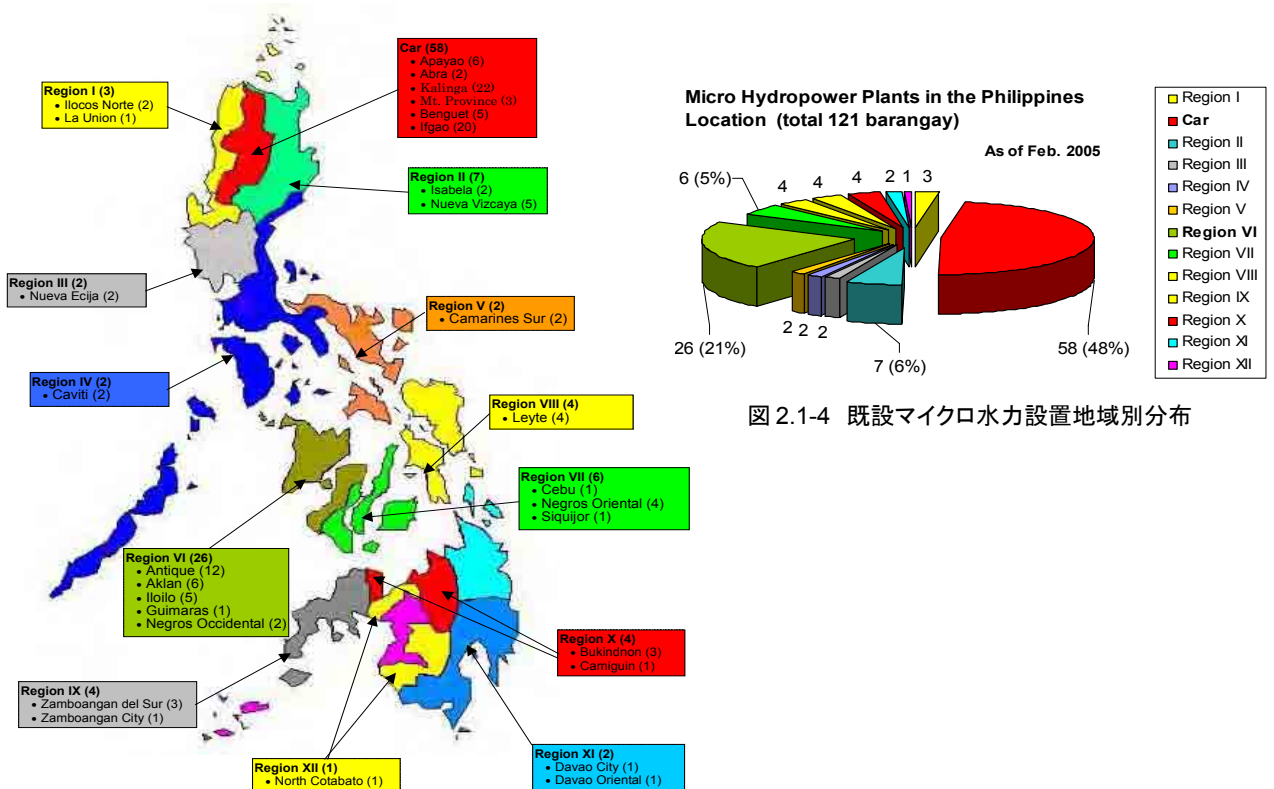 Car (58)
• Apayao (6)
• Abra (2)
• Kalinga (22)
• Mt. Province (3)
• Benguet (5)
• Ifgao (20)
Region I (3)
• Ilocos Norte (2)
• La Union (1)
Region II (7)
• Isabela (2)
• Nueva Vizcaya (5)
Region III (2)
• Nueva Ecija (2)
Region V (2)
• Camarines Sur (2)
Region IV (2)
• Caviti (2)
Region VIII (4)
• Leyte (4)
Region VII (6)
• Cebu (1)
• Negros Oriental (4)
• Siquijor (1)
Region VI (26)
• Antique (12)
• Aklan (6)
• Iloilo (5)
• Guimaras (1)
• Negros Occidental (2)
Region X (4)
• Bukindnon (3)
• Camiguin (1)
Region IX (4)
• Zamboangan del Sur (3)
• Zamboangan City (1)
Region XII (1)
• North Cotabato (1)
Region XI (2)
• Davao City (1)
• Davao Oriental (1)
Micro Hydropower Plants in the Philippines
Location (total 121 barangay)
As of Feb. 2005
6 (5%)
4
4
4
2
1
3
26 (21%)
2
2
2
7 (6%)
58 (48%)
Region I
Car
Region II
Region III
Region IV
Region V
Region VI
Region VII
Region VIII
Region IX
Region X
Region XI
Region XII
図 2.1-4 既設マイクロ水力設置地域別分布